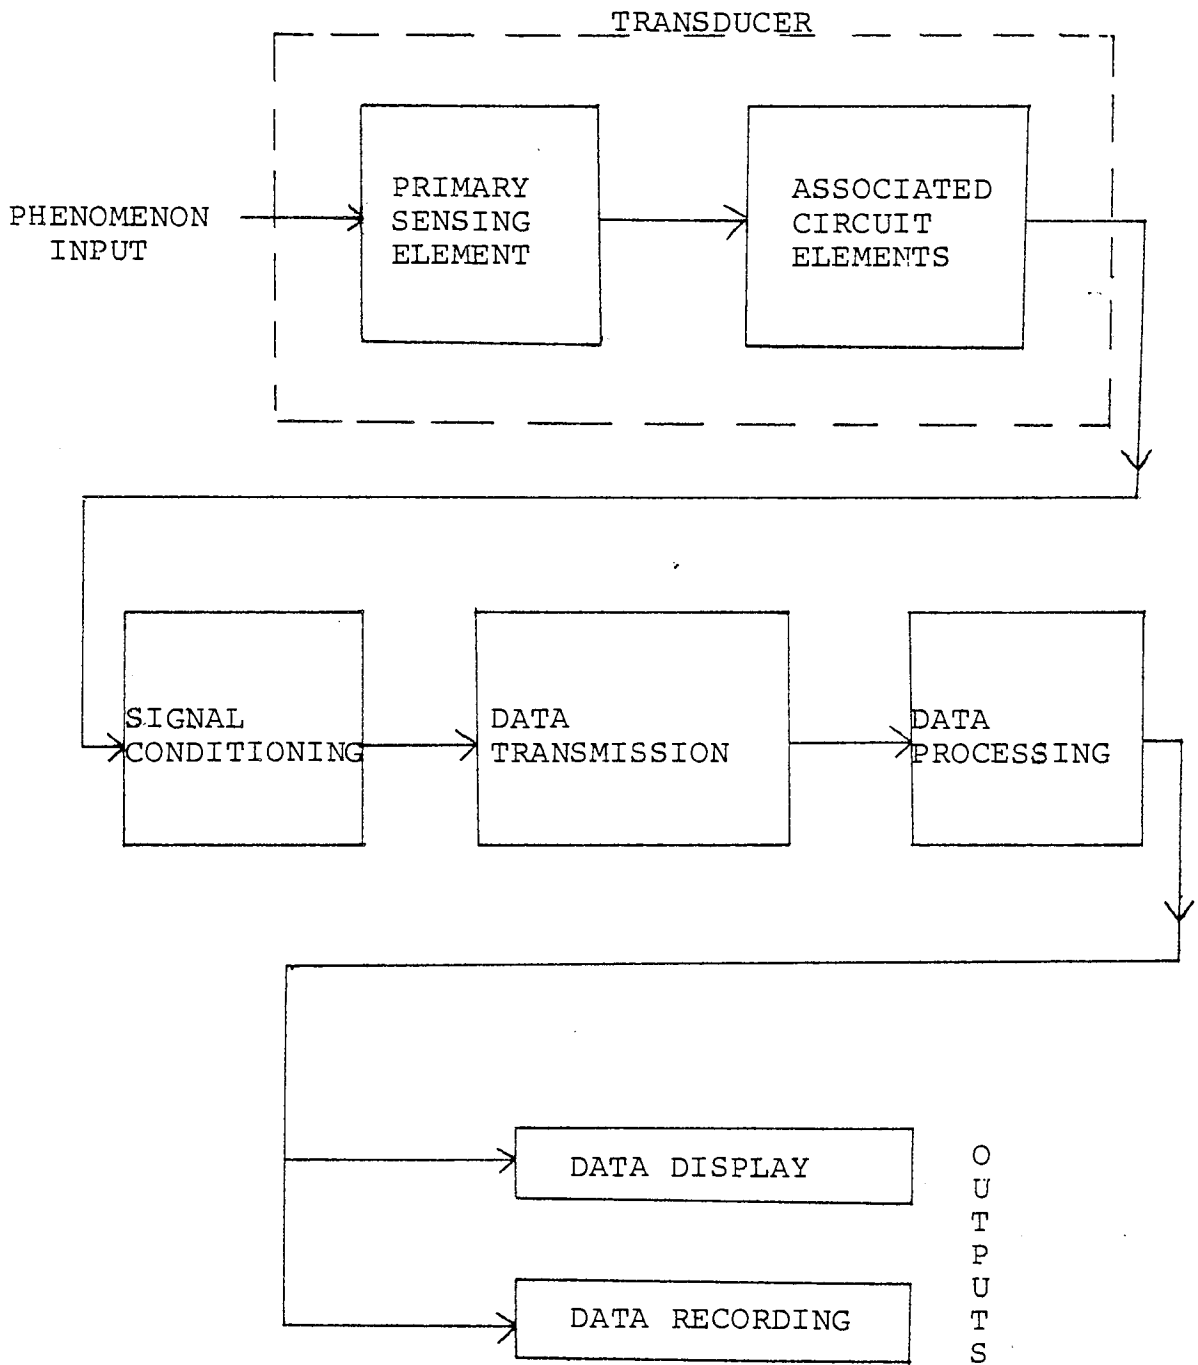 TRANSDUCER
PHENOMENON
INPUT
PRIMARY
SENSING
ELEMENT
ASSOCIATED
CIRCUIT
ELEMENTS
SIGNAL
CONDITIONING
DATA
TRANSMISSION
DATA
PROCESSING
DATA DISPLAY
DATA RECORDING
OUTPUTS